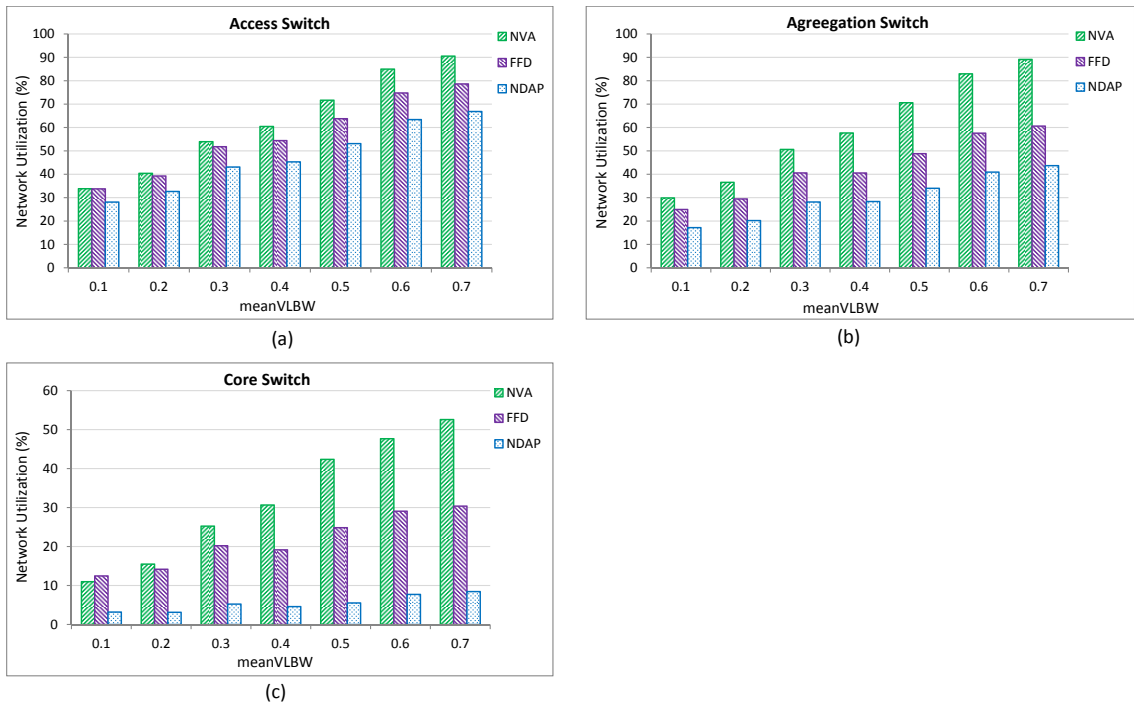 Access Switch
Network Utilization (%)
100
90
80
70
60
50
40
30
20
10
0
0.1 0.2 0.3 0.4 0.5 0.6 0.7
meanVLBW
NVA
FFD
NDAP
(a)
Agreegation Switch
Network Utilization (%)
100
90
80
70
60
50
40
30
20
10
0
0.1 0.2 0.3 0.4 0.5 0.6 0.7
meanVLBW
NVA
FFD
NDAP
(b)
Core Switch
Network Utilization (%)
60
50
40
30
20
10
0
0.1 0.2 0.3 0.4 0.5 0.6 0.7
meanVLBW
NVA
FFD
NDAP
(c)